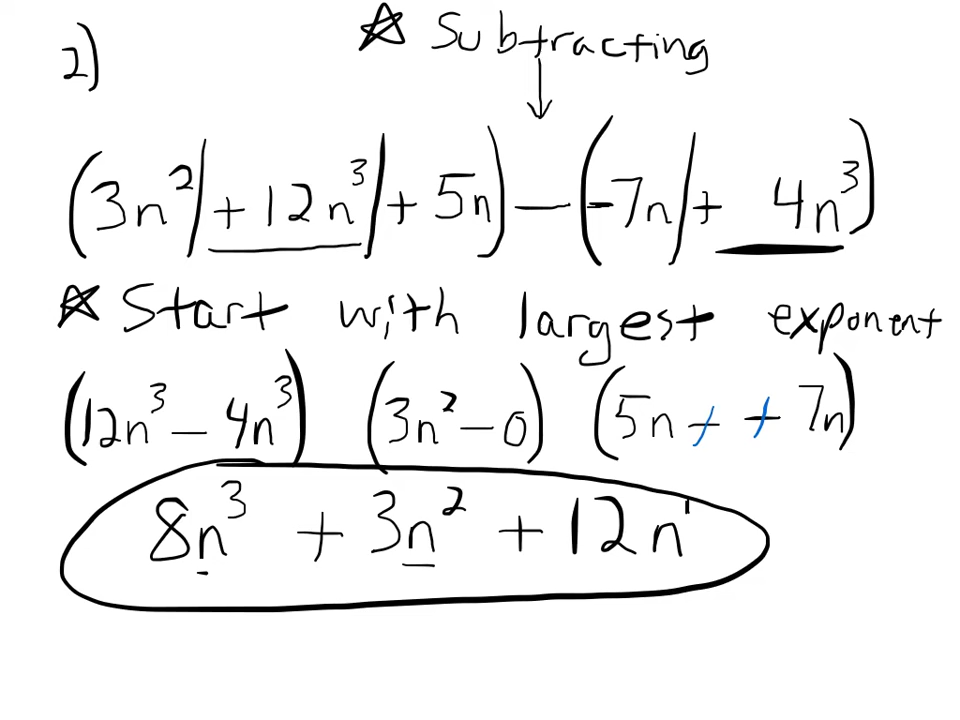 2) ☆ Subtracting
(3n²|+12n³|+5n) – (-7n|+ 4n³)
☆ Start with largest exponent
(12n³ – 4n³) (3n² – 0) (5n + + 7n)
8n³ + 3n² + 12n¹